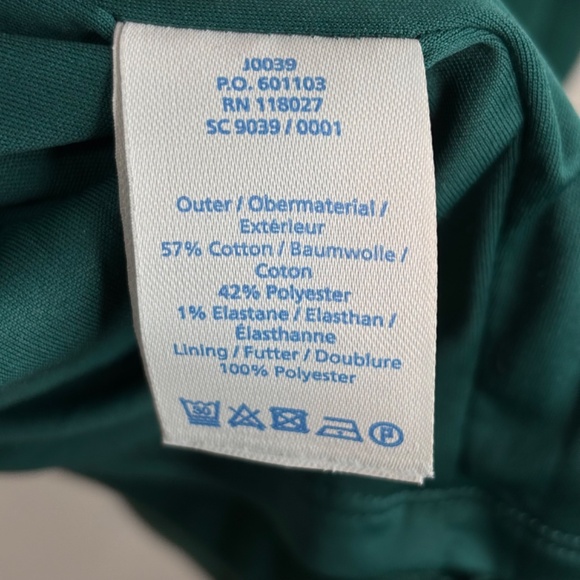 J0039
P.O. 601103
RN 118027
SC 9039 / 0001
Outer / Obermaterial /
Extérieur
57% Cotton / Baumwolle /
Coton
42% Polyester
1% Elastane / Elasthan /
Élasthanne
Lining / Futter / Doublure
100% Polyester
30 P